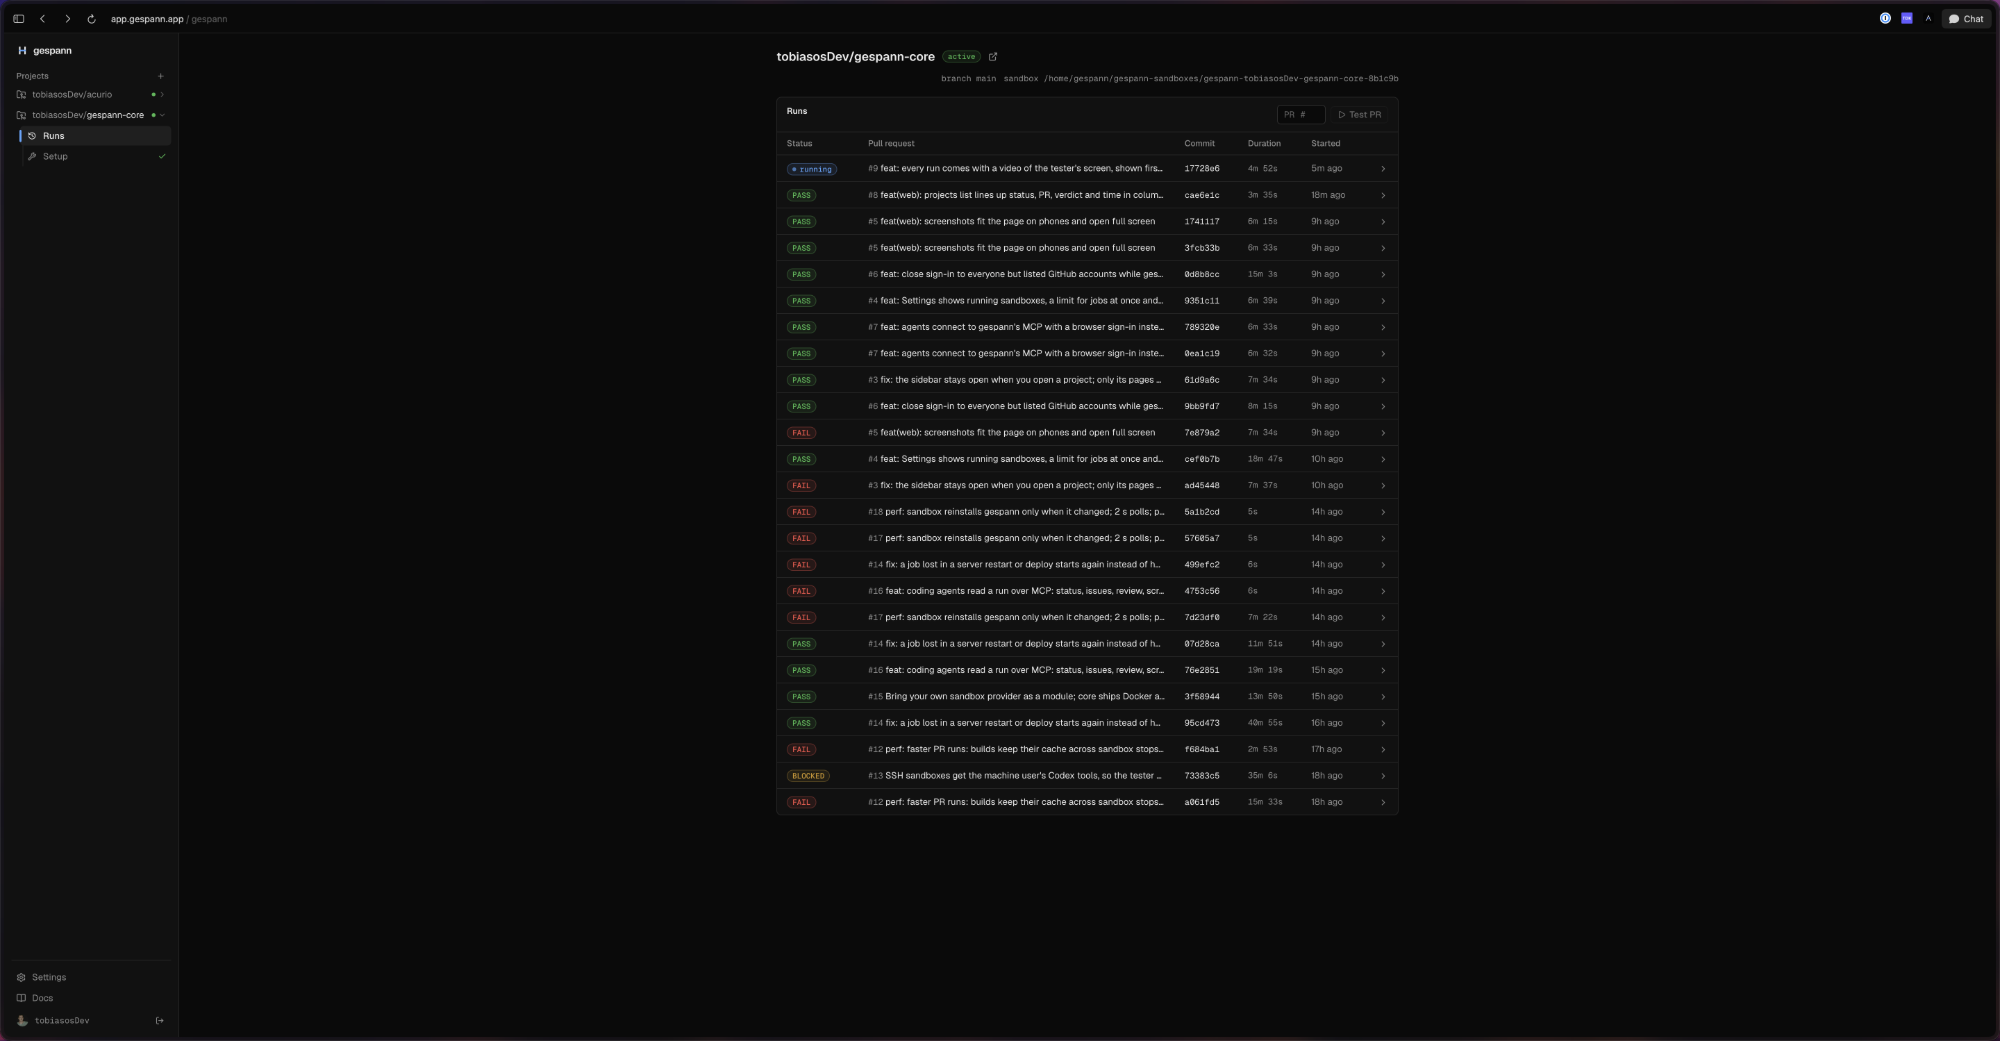 app.gespann.app / gespann
Chat
gespann
Projects
tobiasosDev/acurio
tobiasosDev/gespann-core
Runs
Setup
Settings
Docs
tobiasosDev
tobiasosDev/gespann-core active
branch main sandbox /home/gespann/gespann-sandboxes/gespann-tobiasosDev-gespann-core-8b1c9b
Runs PR # Test PR
Status Pull request Commit Duration Started
running #9 feat: every run comes with a video of the tester's screen, shown firs… 17728e6 4m 52s 5m ago
PASS #8 feat(web): projects list lines up status, PR, verdict and time in colum… cae6e1c 3m 35s 18m ago
PASS #5 feat(web): screenshots fit the page on phones and open full screen 1741117 6m 15s 9h ago
PASS #5 feat(web): screenshots fit the page on phones and open full screen 3fcb33b 6m 33s 9h ago
PASS #6 feat: close sign-in to everyone but listed GitHub accounts while ges… 0d8b8cc 15m 3s 9h ago
PASS #4 feat: Settings shows running sandboxes, a limit for jobs at once and… 9351c11 6m 39s 9h ago
PASS #7 feat: agents connect to gespann's MCP with a browser sign-in inste… 789320e 6m 33s 9h ago
PASS #7 feat: agents connect to gespann's MCP with a browser sign-in inste… 0ea1c19 6m 32s 9h ago
PASS #3 fix: the sidebar stays open when you open a project; only its pages … 61d9a6c 7m 34s 9h ago
PASS #6 feat: close sign-in to everyone but listed GitHub accounts while ges… 9bb9fd7 8m 15s 9h ago
FAIL #5 feat(web): screenshots fit the page on phones and open full screen 7e879a2 7m 34s 9h ago
PASS #4 feat: Settings shows running sandboxes, a limit for jobs at once and… cef0b7b 18m 47s 10h ago
FAIL #3 fix: the sidebar stays open when you open a project; only its pages … ad45448 7m 37s 10h ago
FAIL #18 perf: sandbox reinstalls gespann only when it changed; 2 s polls; p… 5a1b2cd 5s 14h ago
FAIL #17 perf: sandbox reinstalls gespann only when it changed; 2 s polls; p… 57605a7 5s 14h ago
FAIL #14 fix: a job lost in a server restart or deploy starts again instead of h… 499efc2 6s 14h ago
FAIL #16 feat: coding agents read a run over MCP: status, issues, review, scr… 4753c56 6s 14h ago
FAIL #17 perf: sandbox reinstalls gespann only when it changed; 2 s polls; p… 7d23df0 7m 22s 14h ago
PASS #14 fix: a job lost in a server restart or deploy starts again instead of h… 07d28ca 11m 51s 14h ago
PASS #16 feat: coding agents read a run over MCP: status, issues, review, scr… 76e2851 19m 19s 15h ago
PASS #15 Bring your own sandbox provider as a module; core ships Docker a… 3f58944 13m 50s 15h ago
PASS #14 fix: a job lost in a server restart or deploy starts again instead of h… 95cd473 40m 55s 16h ago
FAIL #12 perf: faster PR runs: builds keep their cache across sandbox stops… f684ba1 2m 53s 17h ago
BLOCKED #13 SSH sandboxes get the machine user's Codex tools, so the tester … 73383c5 35m 6s 18h ago
FAIL #12 perf: faster PR runs: builds keep their cache across sandbox stops… a061fd5 15m 33s 18h ago